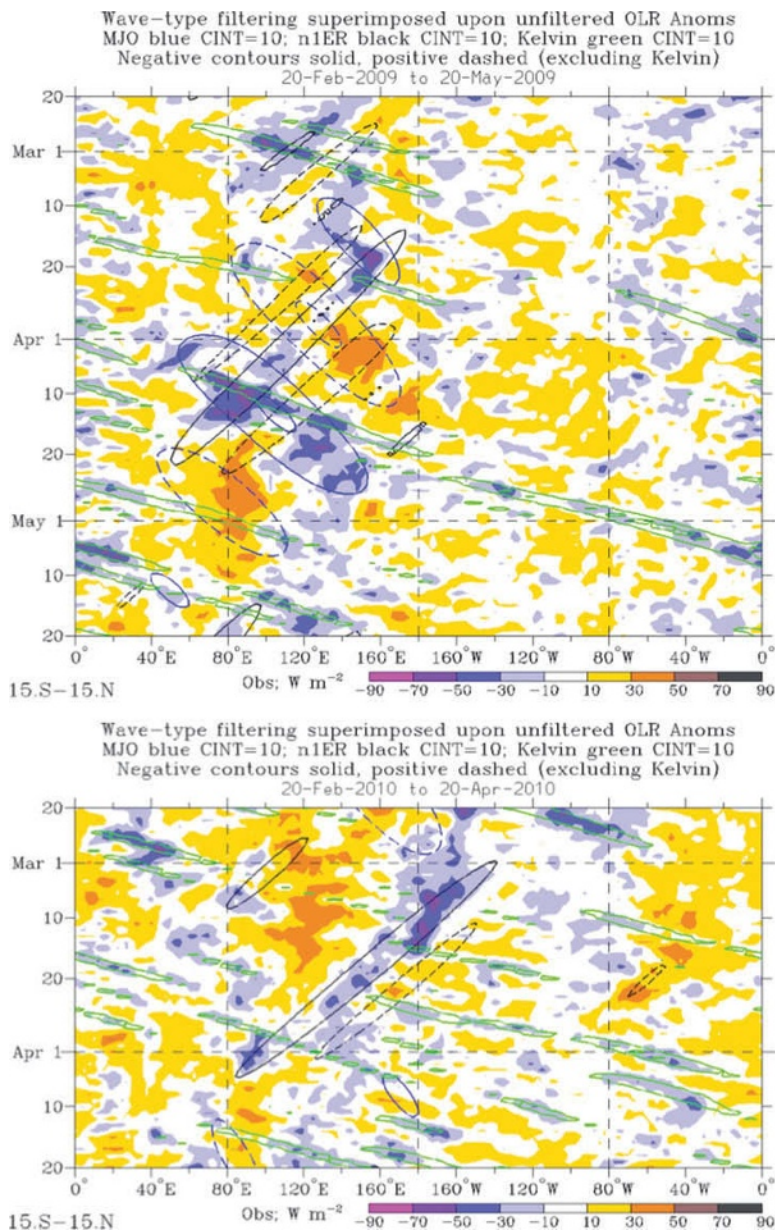 Wave-type filtering superimposed upon unfiltered OLR Anoms
MJO blue CINT=10; n1ER black CINT=10; Kelvin green CINT=10
Negative contours solid, positive dashed (excluding Kelvin)
20-Feb-2009 to 20-May-2009
20
Mar 1
10
20
Apr 1
10
20
May 1
10
20
0° 40°E 80°E 120°E 160°E 160°W 120°W 80°W 40°W 0°
15.S-15.N Obs; W m⁻² -90 -70 -50 -30 -10 10 30 50 70 90
Wave-type filtering superimposed upon unfiltered OLR Anoms
MJO blue CINT=10; n1ER black CINT=10; Kelvin green CINT=10
Negative contours solid, positive dashed (excluding Kelvin)
20-Feb-2010 to 20-Apr-2010
20
Mar 1
10
20
Apr 1
10
20
0° 40°E 80°E 120°E 160°E 160°W 120°W 80°W 40°W 0°
15.S-15.N Obs; W m⁻² -90 -70 -50 -30 -10 10 30 50 70 90